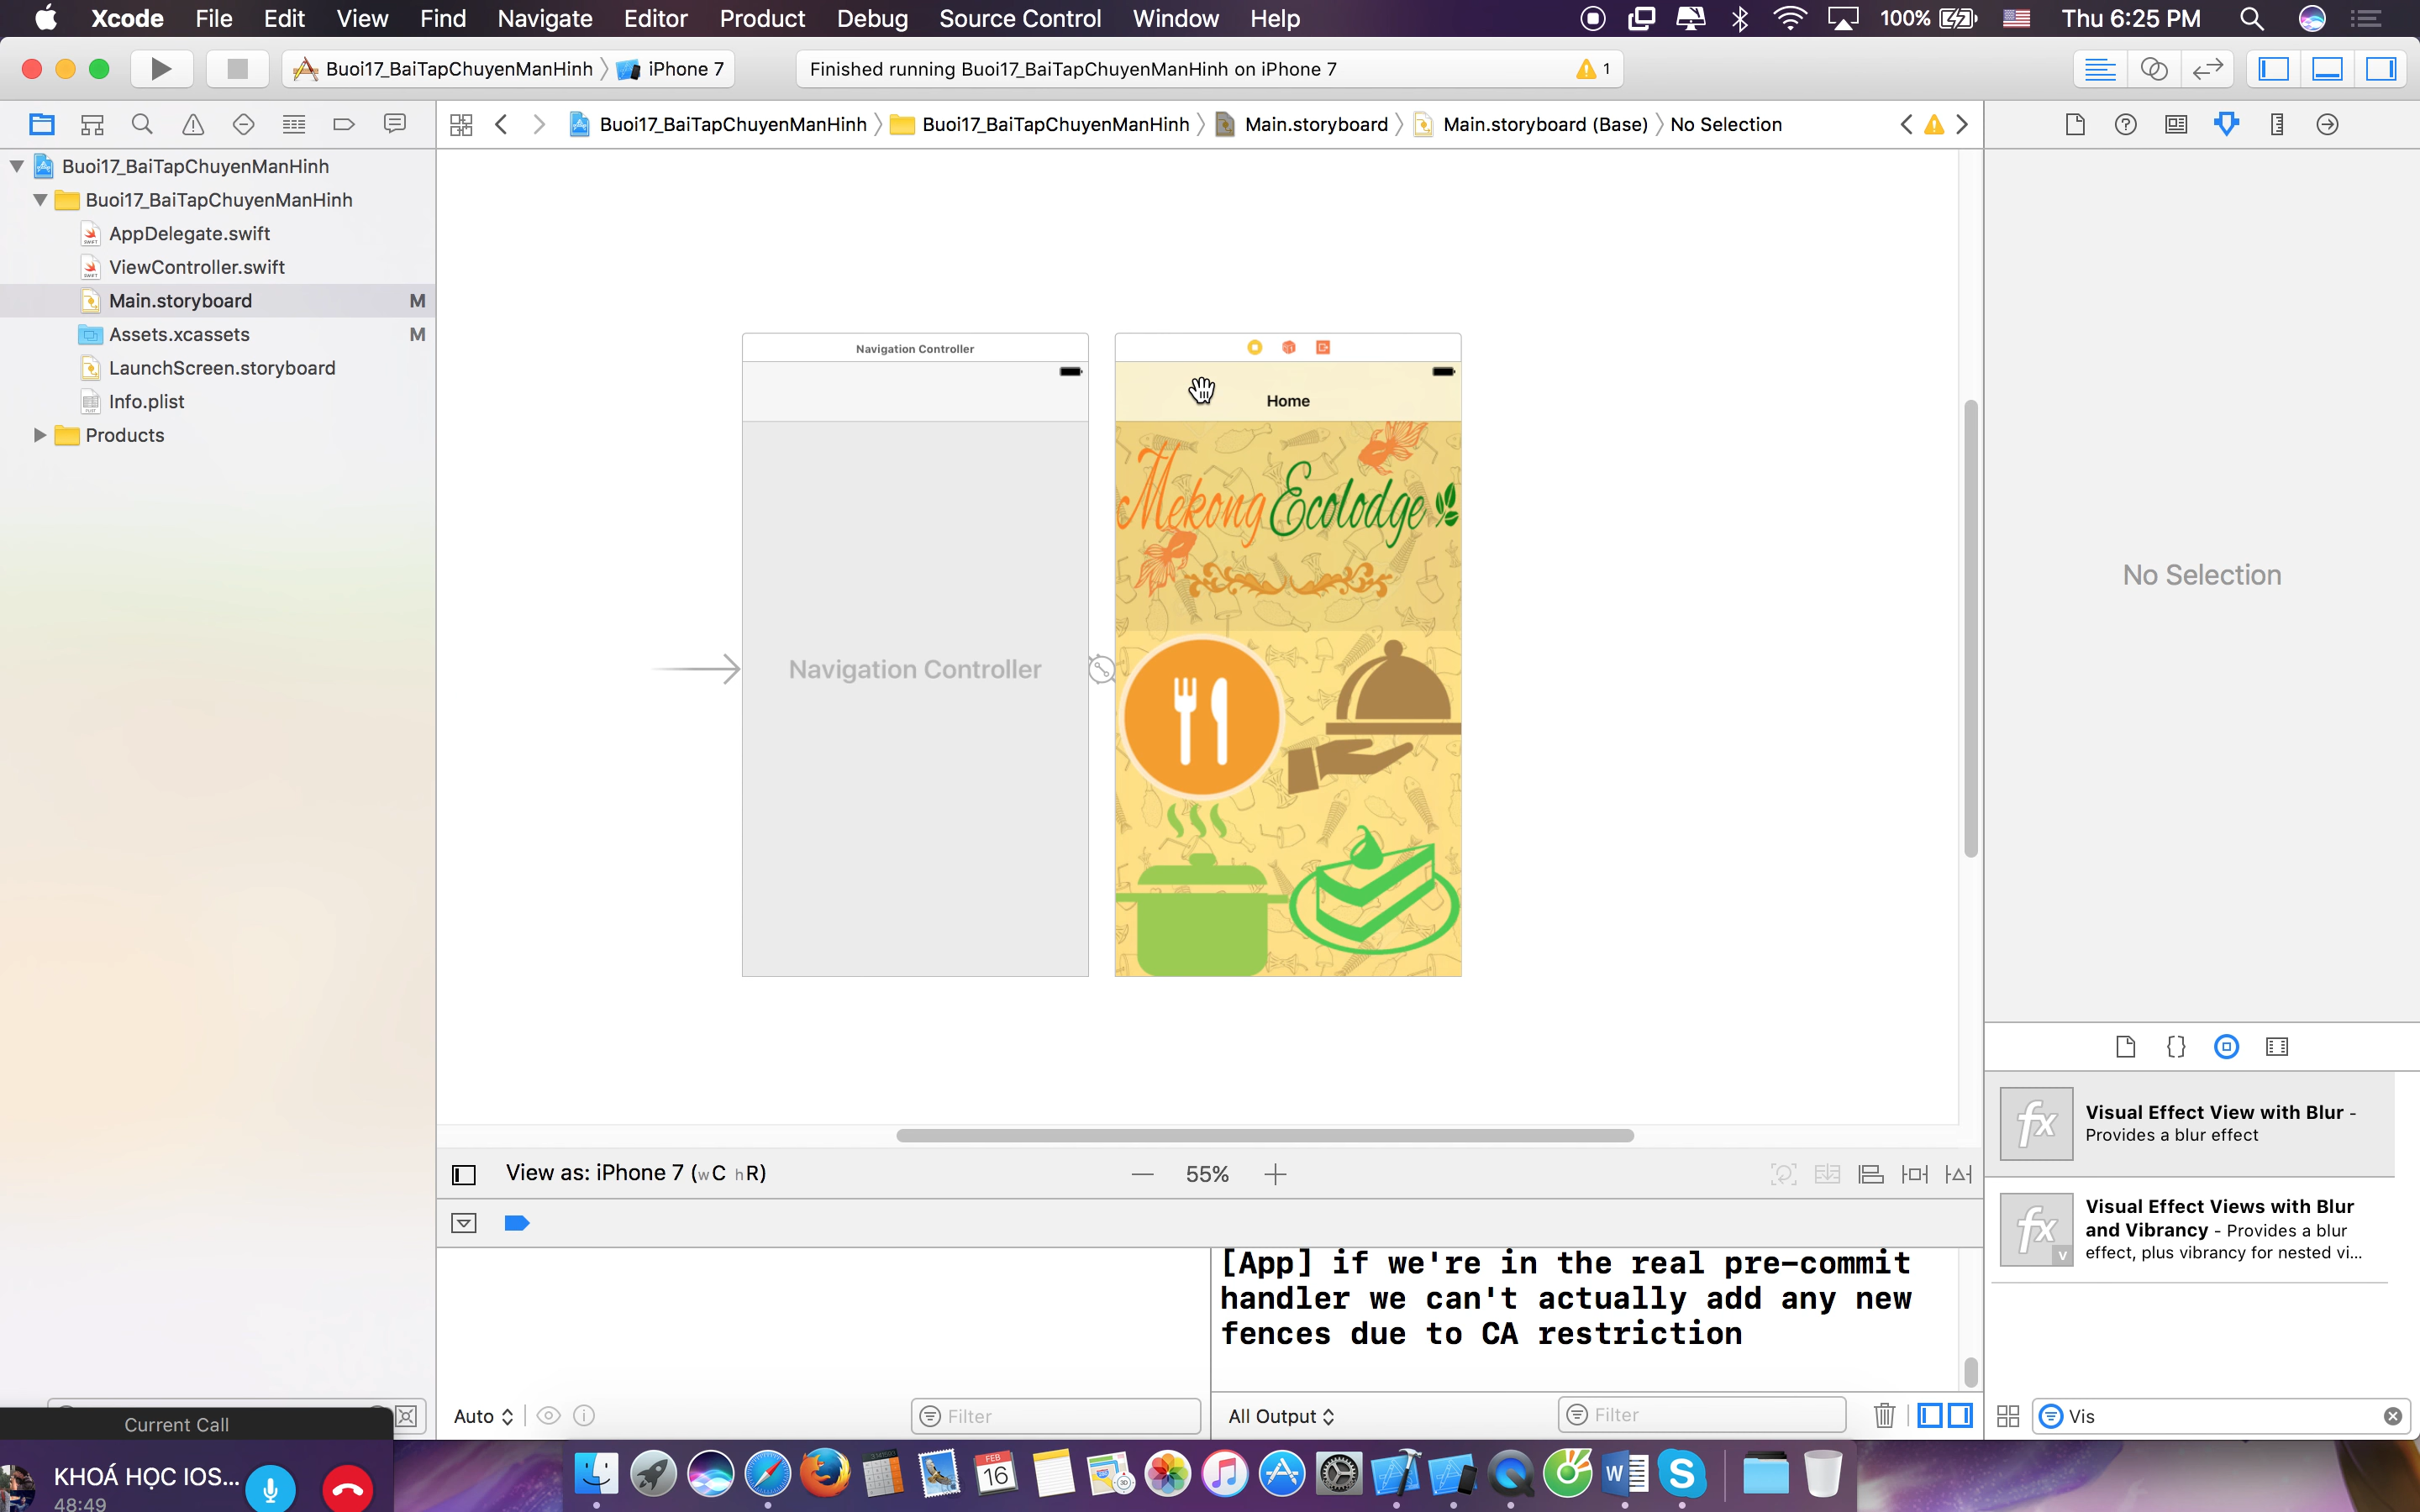 Xcode File Edit View Find Navigate Editor Product Debug Source Control Window Help 100% Thu 6:25 PM
Buoi17_BaiTapChuyenManHinh iPhone 7 Finished running Buoi17_BaiTapChuyenManHinh on iPhone 7 1
Buoi17_BaiTapChuyenManHinh Buoi17_BaiTapChuyenManHinh Main.storyboard Main.storyboard (Base) No Selection
Buoi17_BaiTapChuyenManHinh
Buoi17_BaiTapChuyenManHinh
AppDelegate.swift
ViewController.swift
Main.storyboard M
Assets.xcassets M
LaunchScreen.storyboard
Info.plist
Products
Navigation Controller
Home
Mekong Ecolodge
Navigation Controller
No Selection
Visual Effect View with Blur -
Provides a blur effect
Visual Effect Views with Blur
and Vibrancy - Provides a blur
effect, plus vibrancy for nested vi...
View as: iPhone 7 (wC hR) 55%
[App] if we're in the real pre-commit
handler we can't actually add any new
fences due to CA restriction
Auto Filter All Output Filter Vis
Current Call
KHOÁ HỌC IOS...
48:49
FEB
16